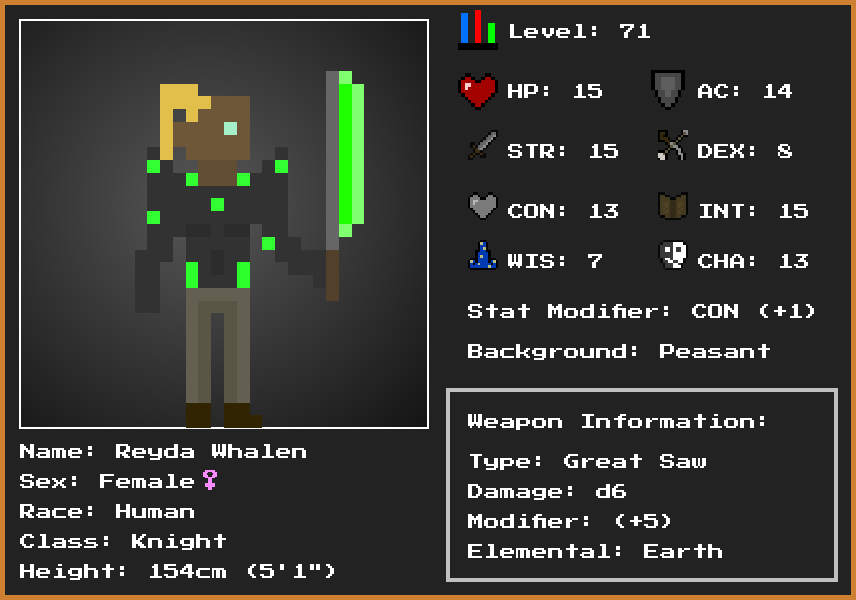 Level: 71
HP: 15 AC: 14
STR: 15 DEX: 8
CON: 13 INT: 15
WIS: 7 CHA: 13
Stat Modifier: CON (+1)
Background: Peasant
Name: Reyda Whalen
Sex: Female♀
Race: Human
Class: Knight
Height: 154cm (5'1")
Weapon Information:
Type: Great Saw
Damage: d6
Modifier: (+5)
Elemental: Earth